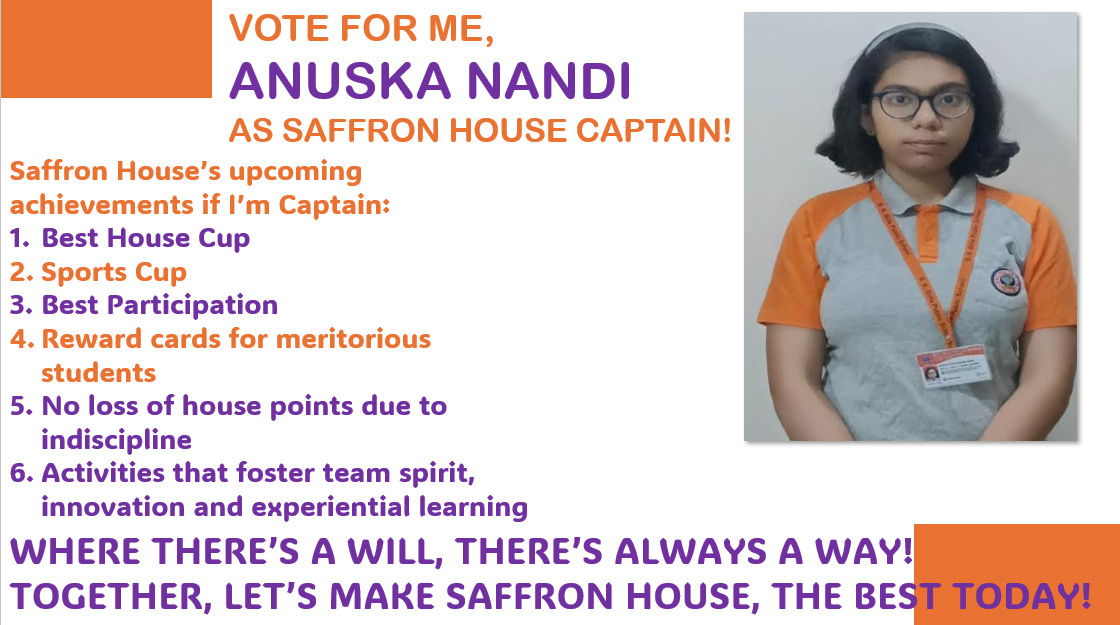 VOTE FOR ME,
ANUSKA NANDI
AS SAFFRON HOUSE CAPTAIN!
Saffron House's upcoming
achievements if I'm Captain:
1. Best House Cup
2. Sports Cup
3. Best Participation
4. Reward cards for meritorious
students
5. No loss of house points due to
indiscipline
6. Activities that foster team spirit,
innovation and experiential learning
WHERE THERE'S A WILL, THERE'S ALWAYS A WAY!
TOGETHER, LET'S MAKE SAFFRON HOUSE, THE BEST TODAY!